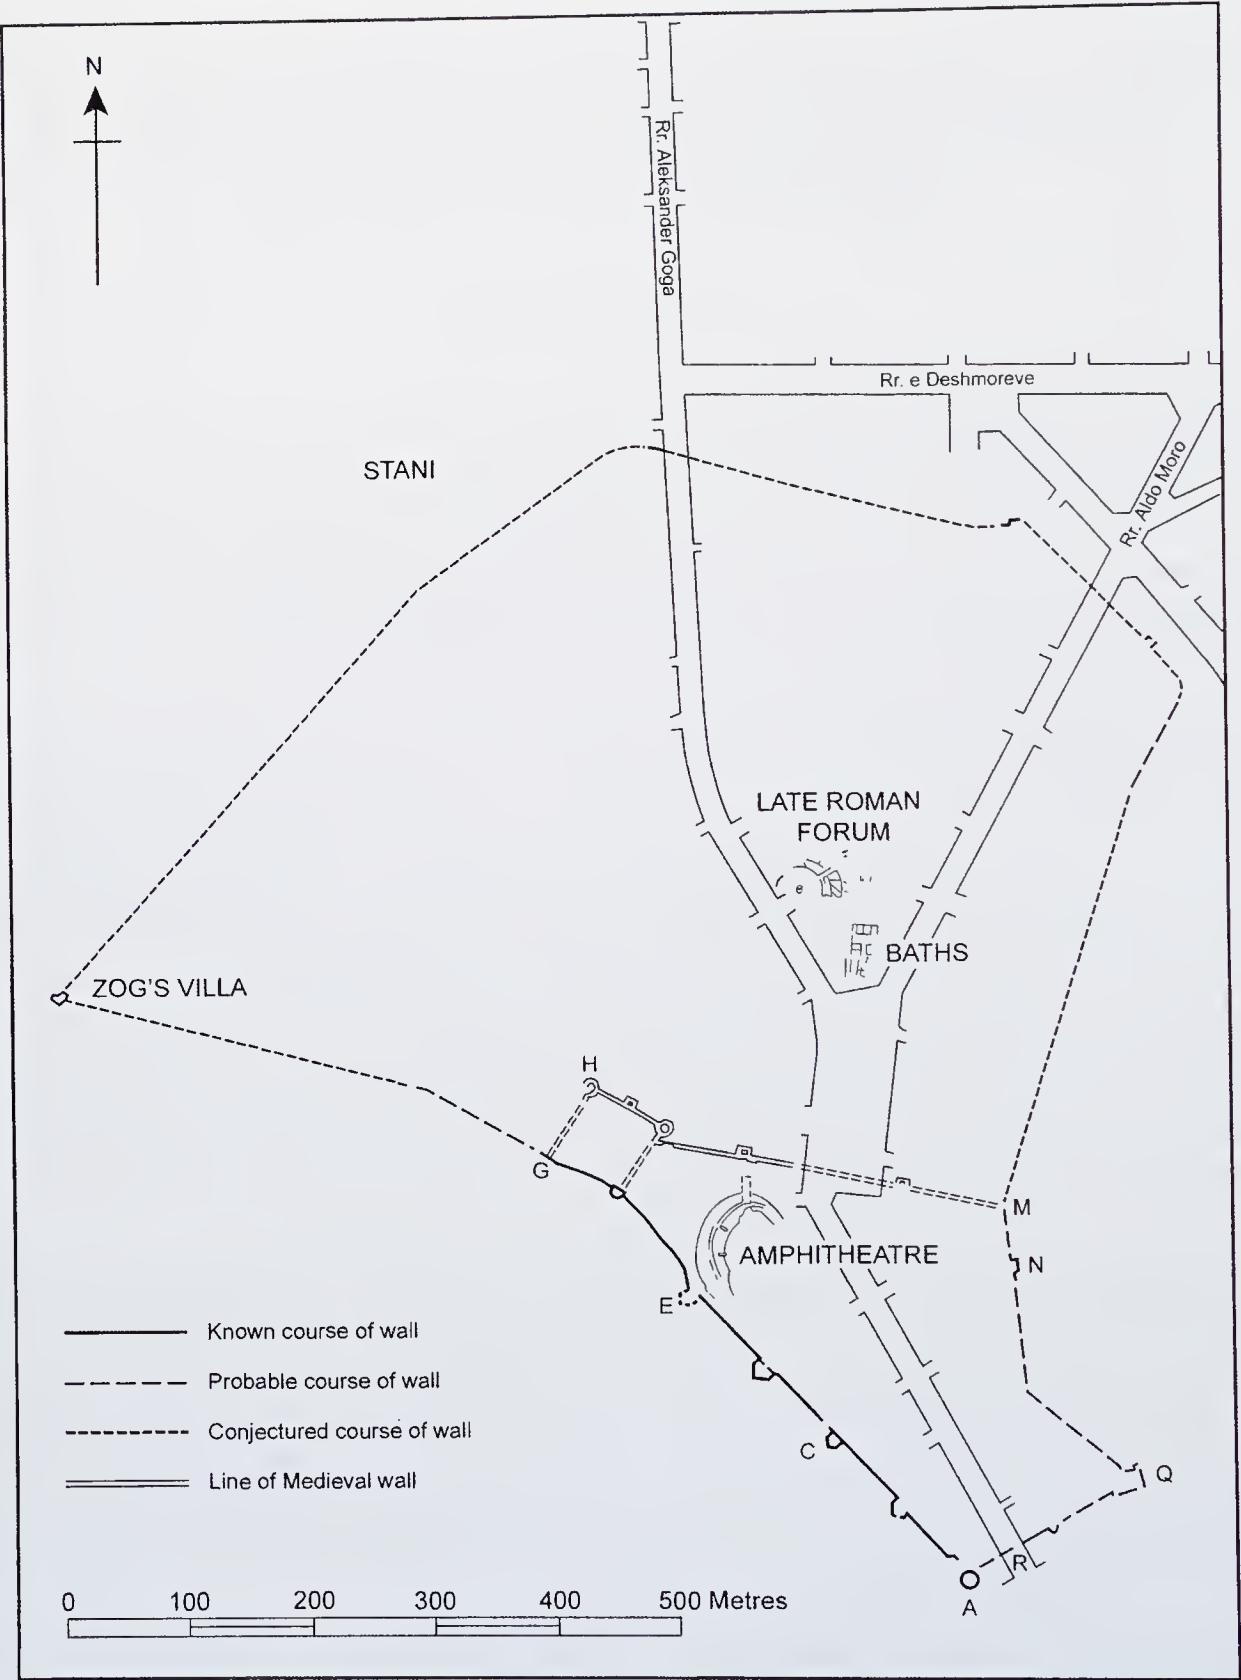 N
Rr. Aleksander Goga
Rr. e Deshmoreve
Rr. Aldo Moro
STANI
LATE ROMAN
FORUM
e
BATHS
ZOG'S VILLA
H
G
M
AMPHITHEATRE
N
E
Known course of wall
Probable course of wall
Conjectured course of wall
Line of Medieval wall
C
Q
R
A
0 100 200 300 400 500 Metres